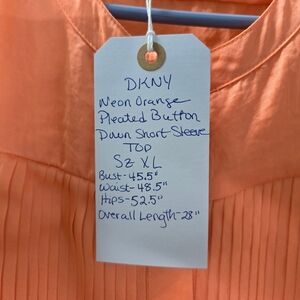 DKNY
Neon Orange
Pleated Button
Down Short Sleeve
TOP
Sz XL
Bust-45.5"
Waist-48.5"
Hips-52.5"
Overall Length-28"